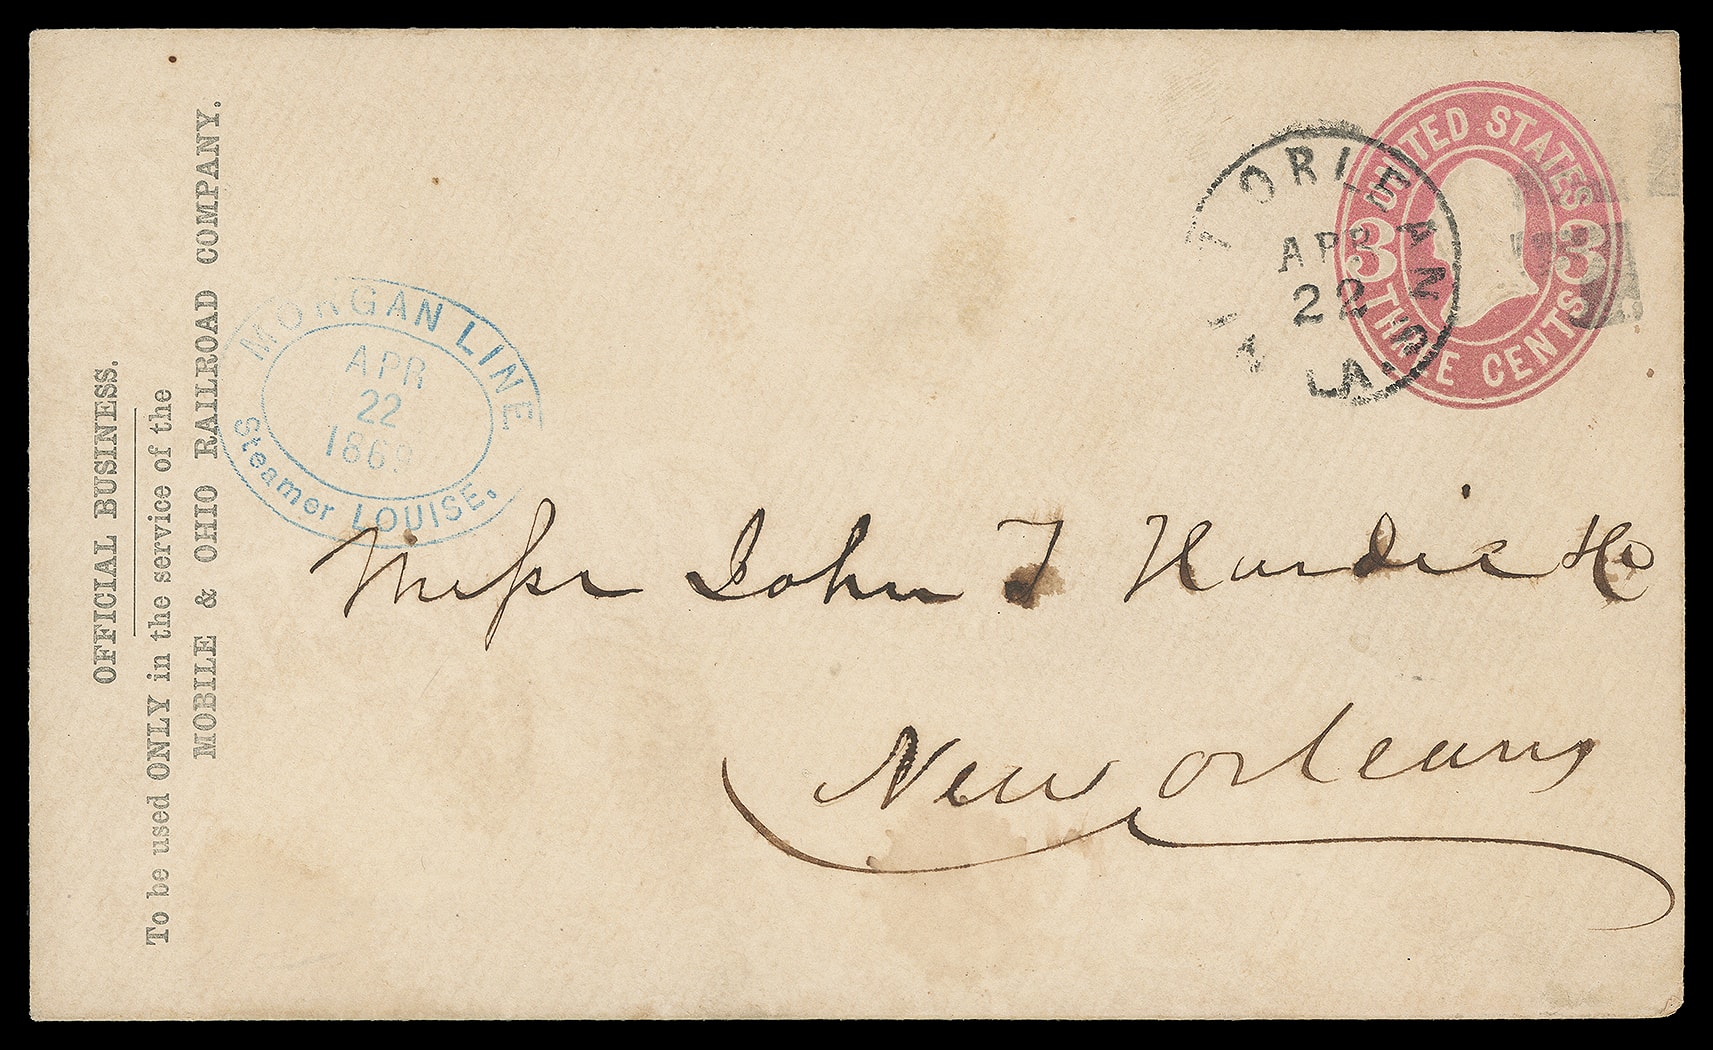 OFFICIAL BUSINESS.
To be used ONLY in the service of the
MOBILE & OHIO RAILROAD COMPANY.
MORGAN LINE
APR
22
1869
Steamer LOUISE.
ORLEANS
APR
22
LA.
UNITED STATES
3 3
THREE CENTS
Messr John T Hardie & Co
New Orleans